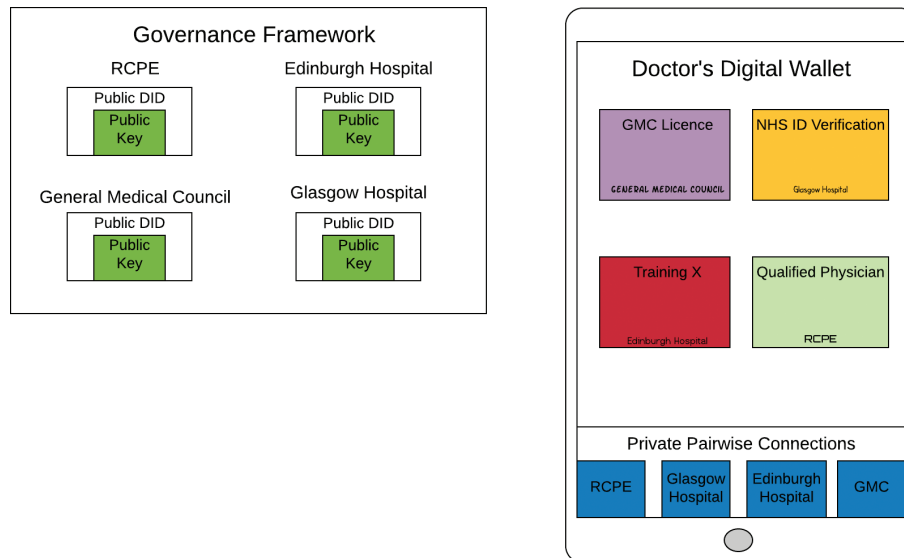 Governance Framework
RCPE
Public DID
Public
Key
Edinburgh Hospital
Public DID
Public
Key
General Medical Council
Public DID
Public
Key
Glasgow Hospital
Public DID
Public
Key
Doctor's Digital Wallet
GMC Licence
GENERAL MEDICAL COUNCIL
NHS ID Verification
Glasgow Hospital
Training X
Edinburgh Hospital
Qualified Physician
RCPE
Private Pairwise Connections
RCPE
Glasgow
Hospital
Edinburgh
Hospital
GMC